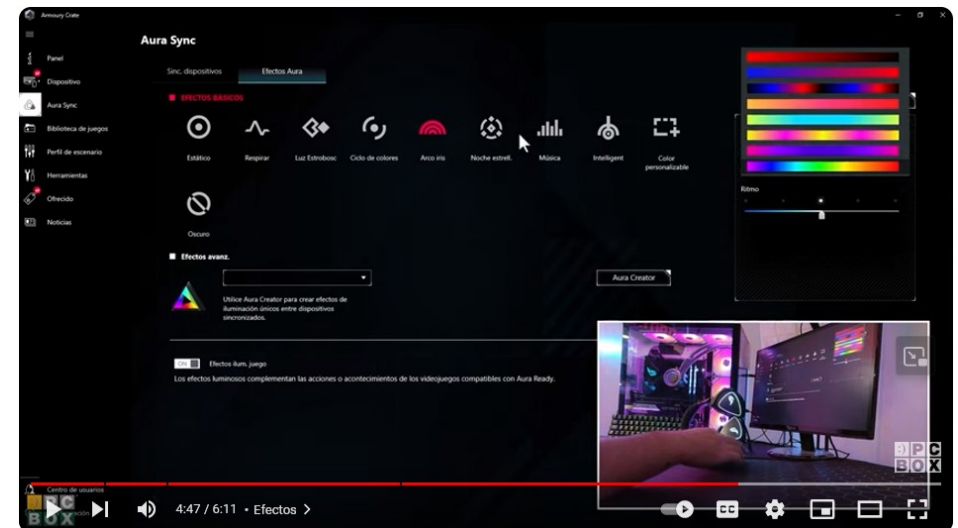 Armoury Crate
Aura Sync
Panel
Dispositivo
Aura Sync
Biblioteca de juegos
Perfil de escenario
Herramientas
Ofrecido
Noticias
Sinc. dispositivos
Efectos Aura
EFECTOS BÁSICOS
Estático
Respirar
Luz Estrobosc
Ciclo de colores
Arco iris
Noche estrell.
Música
Intelligent
Color
personalizable
Oscuro
Ritmo
Efectos avanz.
Aura Creator
Utilice Aura Creator para crear efectos de
iluminación únicos entre dispositivos
sincronizados.
ON
Efectos ilum. juego
Los efectos luminosos complementan las acciones o acontecimientos de los videojuegos compatibles con Aura Ready.
PC
BOX
Centro de usuarios
PC
BOX
4:47 / 6:11 • Efectos
CC